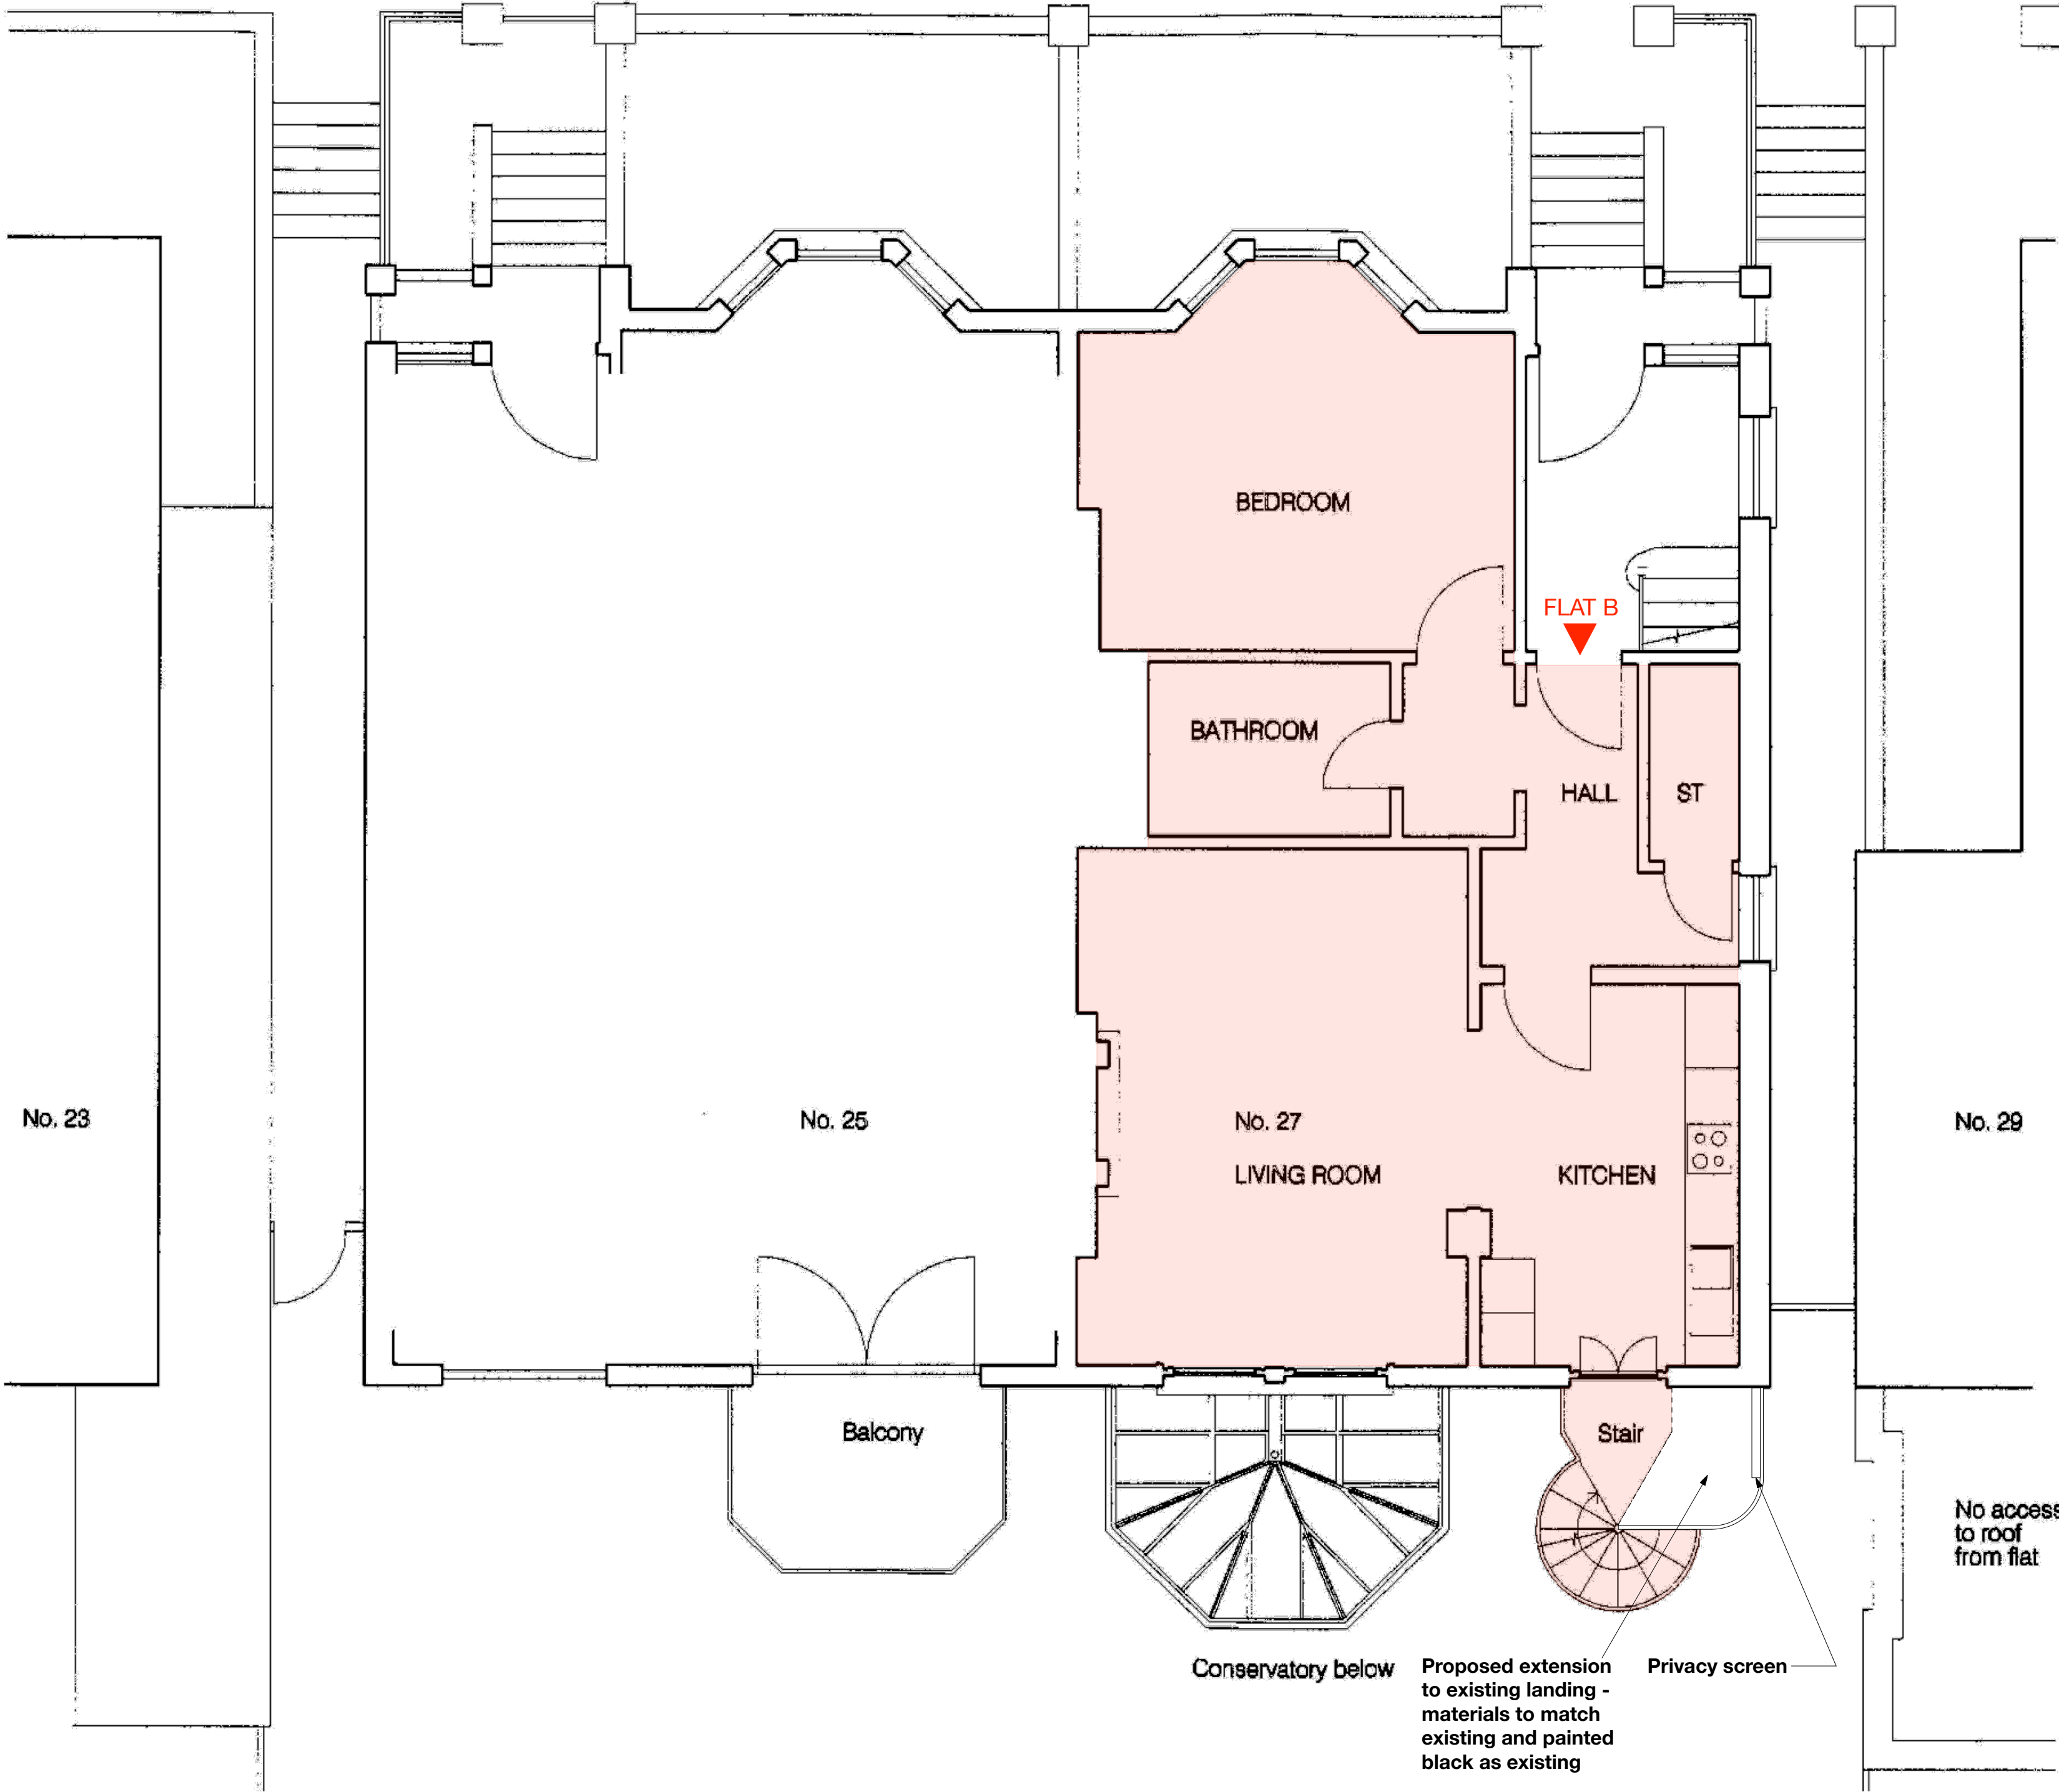 BEDROOM
FLAT B
BATHROOM
HALL
ST
No. 23
No. 25
No. 27
No. 29
LIVING ROOM
KITCHEN
Balcony
Stair
No access
to roof
from flat
Conservatory below
Proposed extension
to existing landing -
materials to match
existing and painted
black as existing
Privacy screen